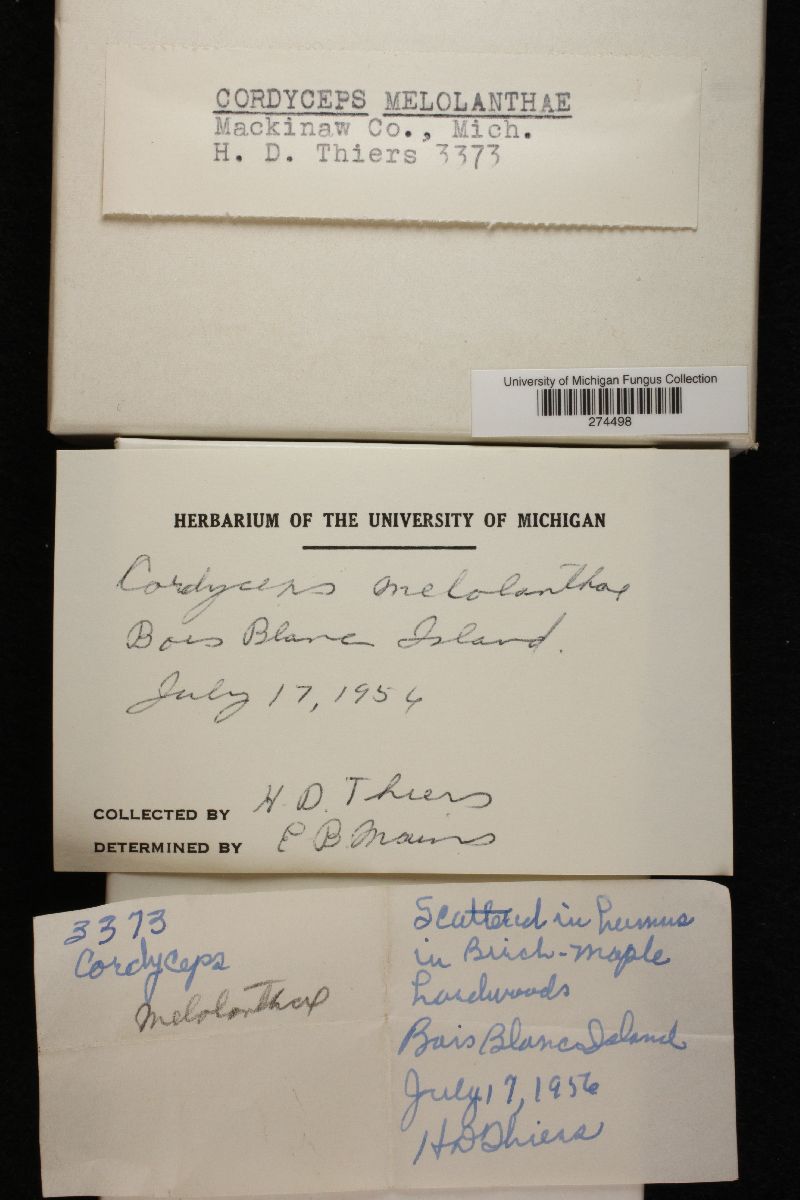 CORDYCEPS MELOLANTHAE
Mackinaw Co., Mich.
H. D. Thiers 3373
University of Michigan Fungus Collection
274498
HERBARIUM OF THE UNIVERSITY OF MICHIGAN
Cordyceps melolanthae
Bois Blanc Island.
July 17, 1956
COLLECTED BY H. D. Thiers
DETERMINED BY E B Mains
3373
Cordyceps
melolanthae
Scattered in humus
in Birch-maple
hardwoods
Bois Blanc Island
July 17, 1956
HD Thiers